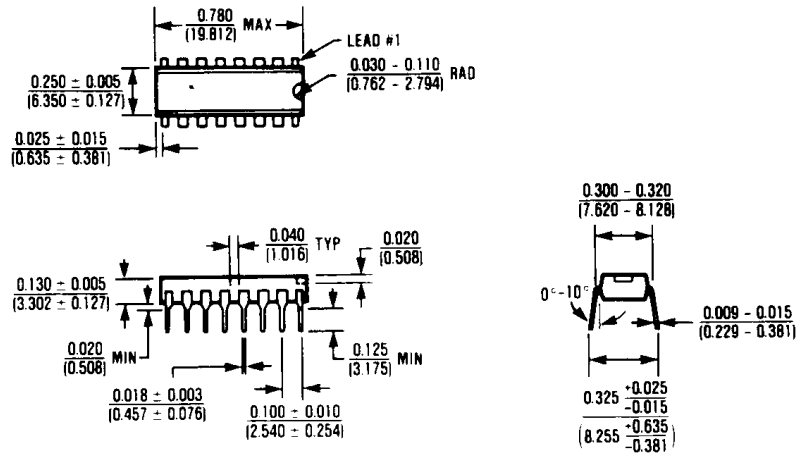 0.780
(19.812)
MAX
LEAD #1
0.030 - 0.110
(0.762 - 2.794)
RAD
0.250 ± 0.005
(6.350 ± 0.127)
0.025 ± 0.015
(0.635 ± 0.381)
0.300 - 0.320
(7.620 - 8.128)
0.040
(1.016)
TYP
0.020
(0.508)
0.130 ± 0.005
(3.302 ± 0.127)
0°-10°
0.009 - 0.015
(0.229 - 0.381)
0.020
(0.508)
MIN
0.125
(3.175)
MIN
0.018 ± 0.003
(0.457 ± 0.076)
0.100 ± 0.010
(2.540 ± 0.254)
0.325 +0.025
-0.015
(8.255 +0.635
-0.381)